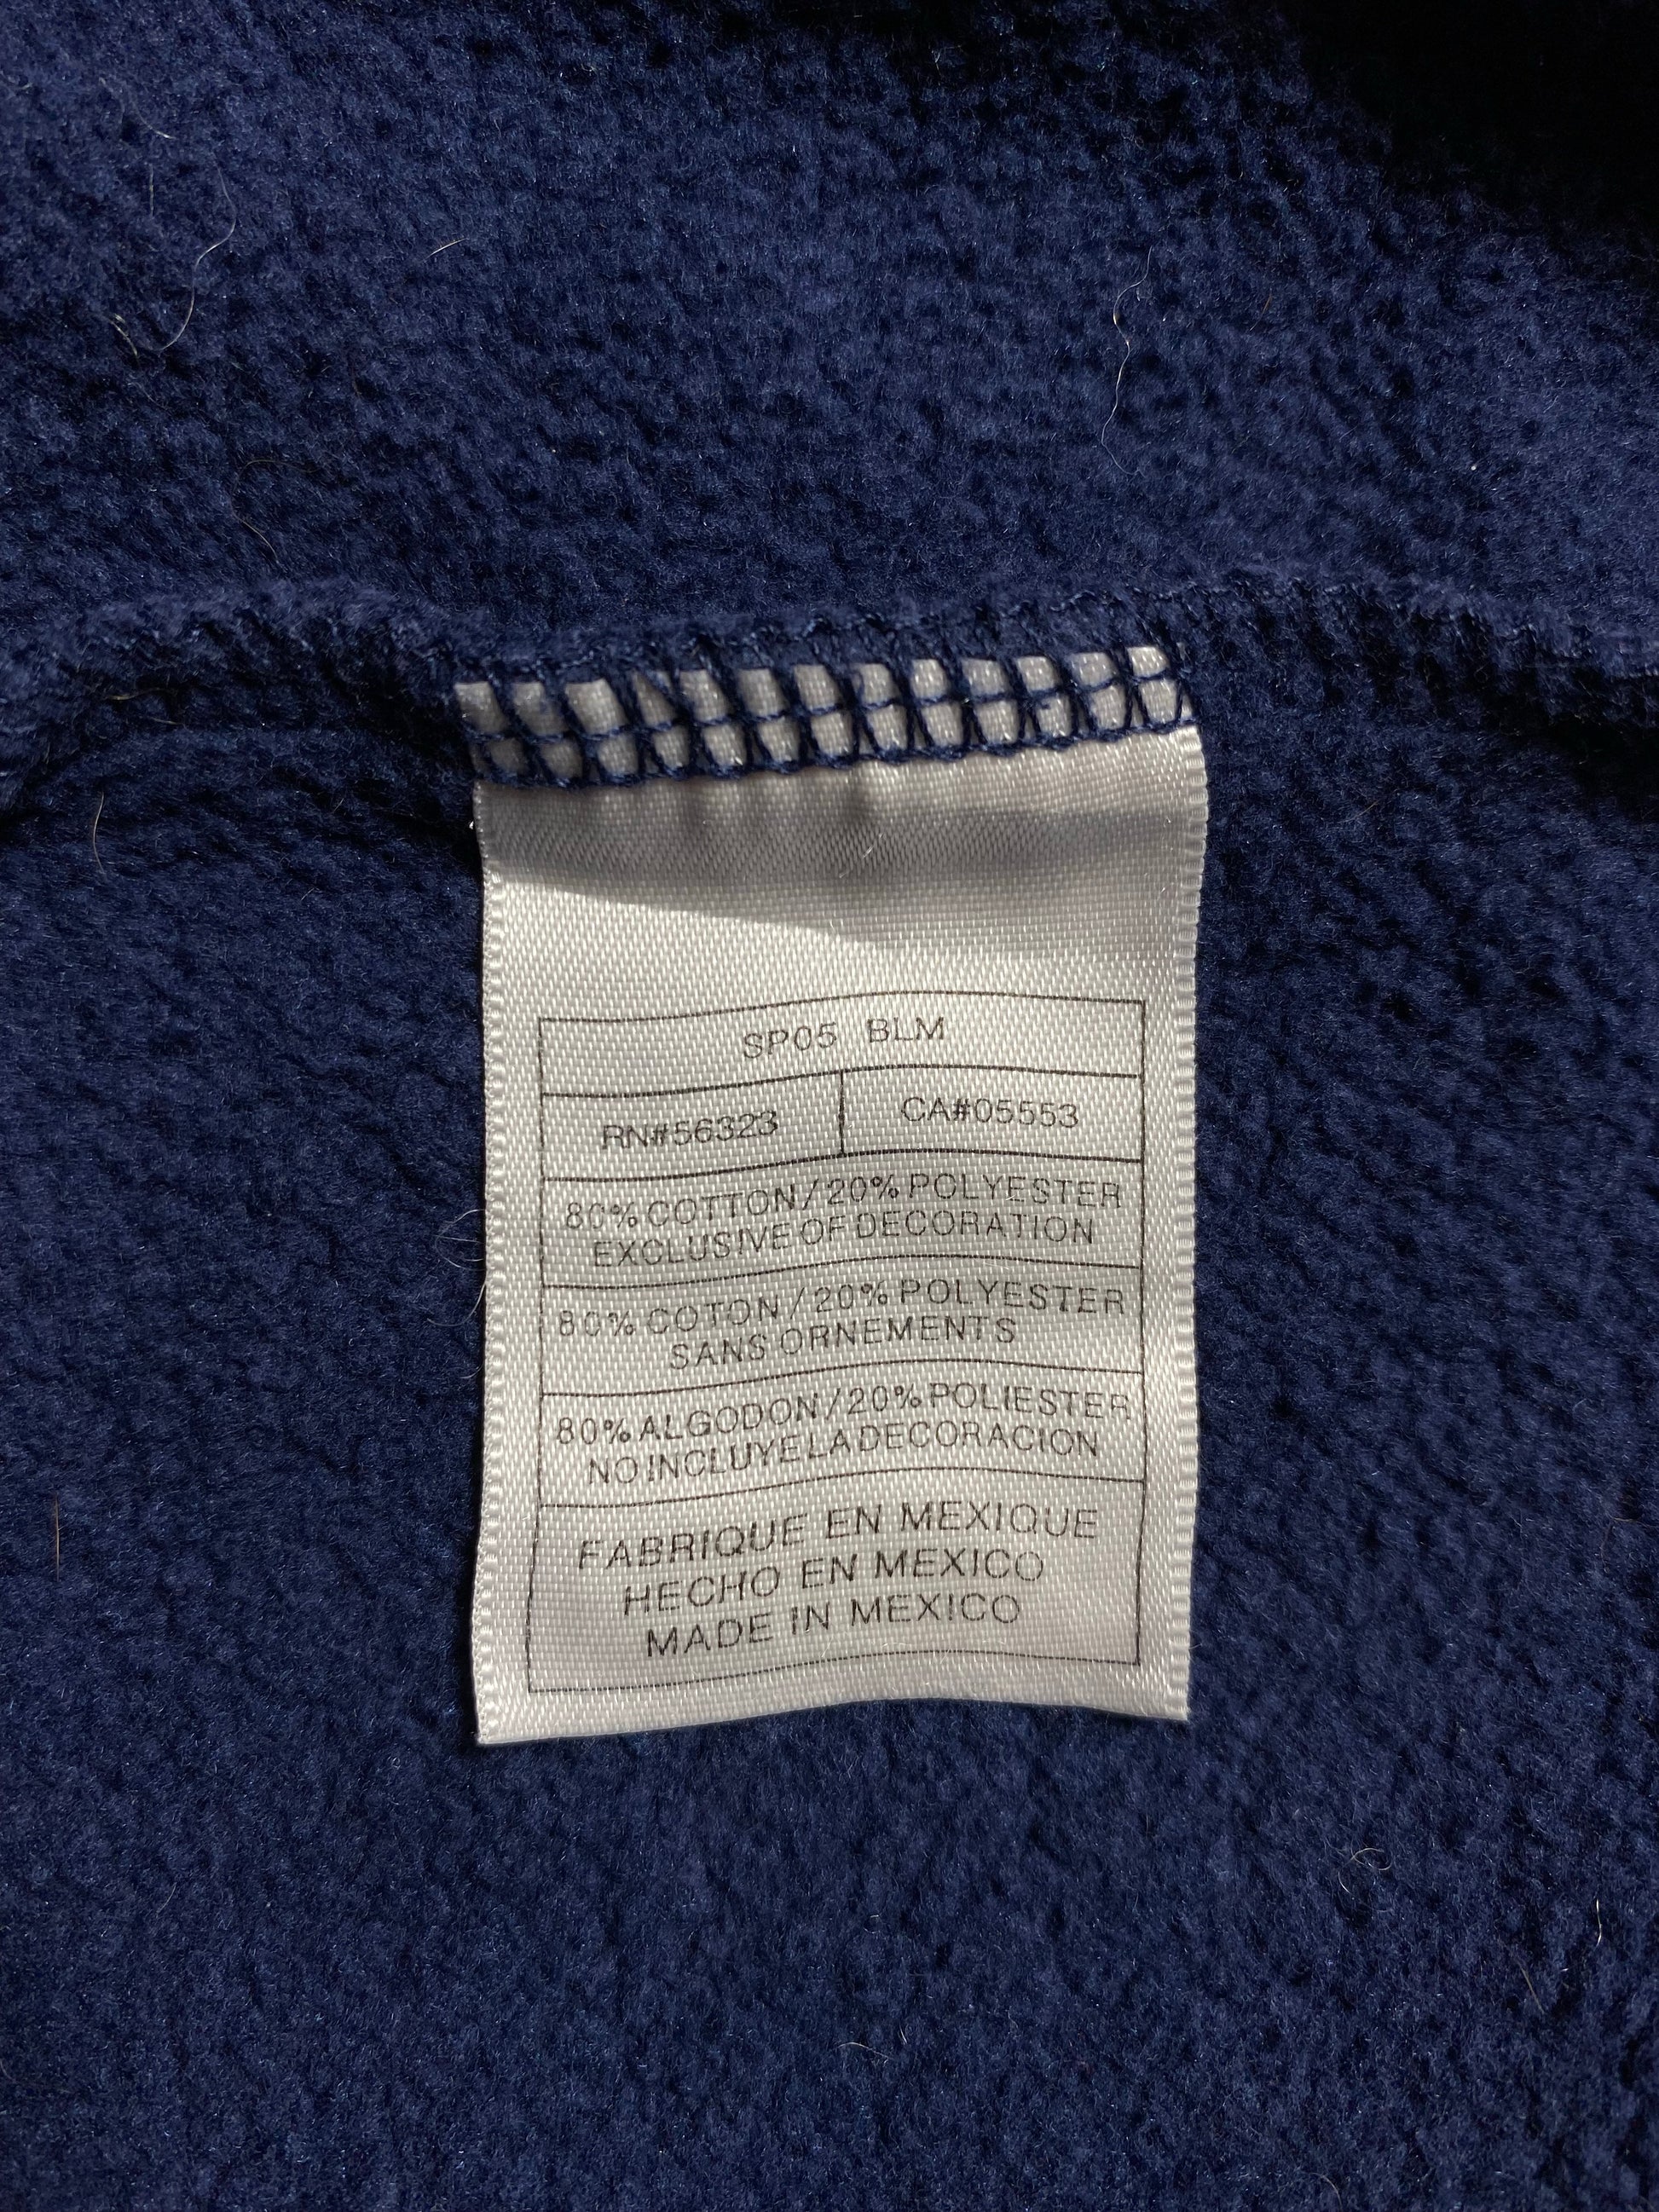 SP05 BLM
RN#56323 CA#05553
80% COTTON/20% POLYESTER
EXCLUSIVE OF DECORATION
80% COTON/20% POLYESTER
SANS ORNEMENTS
80% ALGODON/20% POLIESTER
NO INCLUYE LA DECORACION
FABRIQUE EN MEXIQUE
HECHO EN MEXICO
MADE IN MEXICO